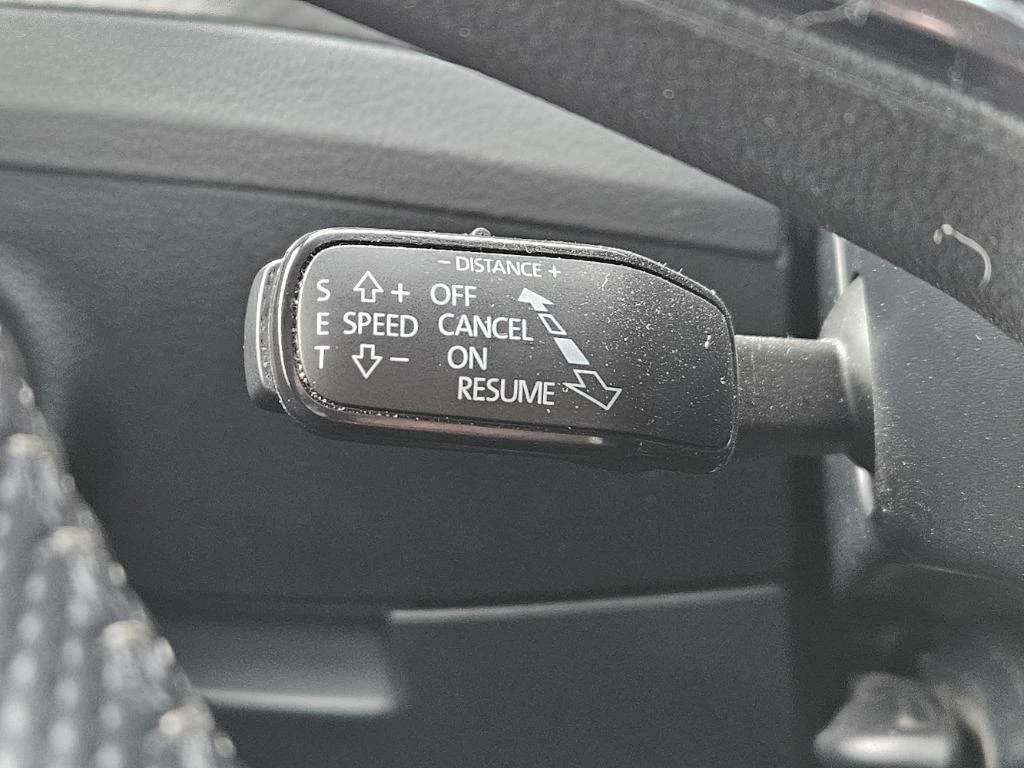 - DISTANCE +
S + OFF
E SPEED CANCEL
T - ON
RESUME